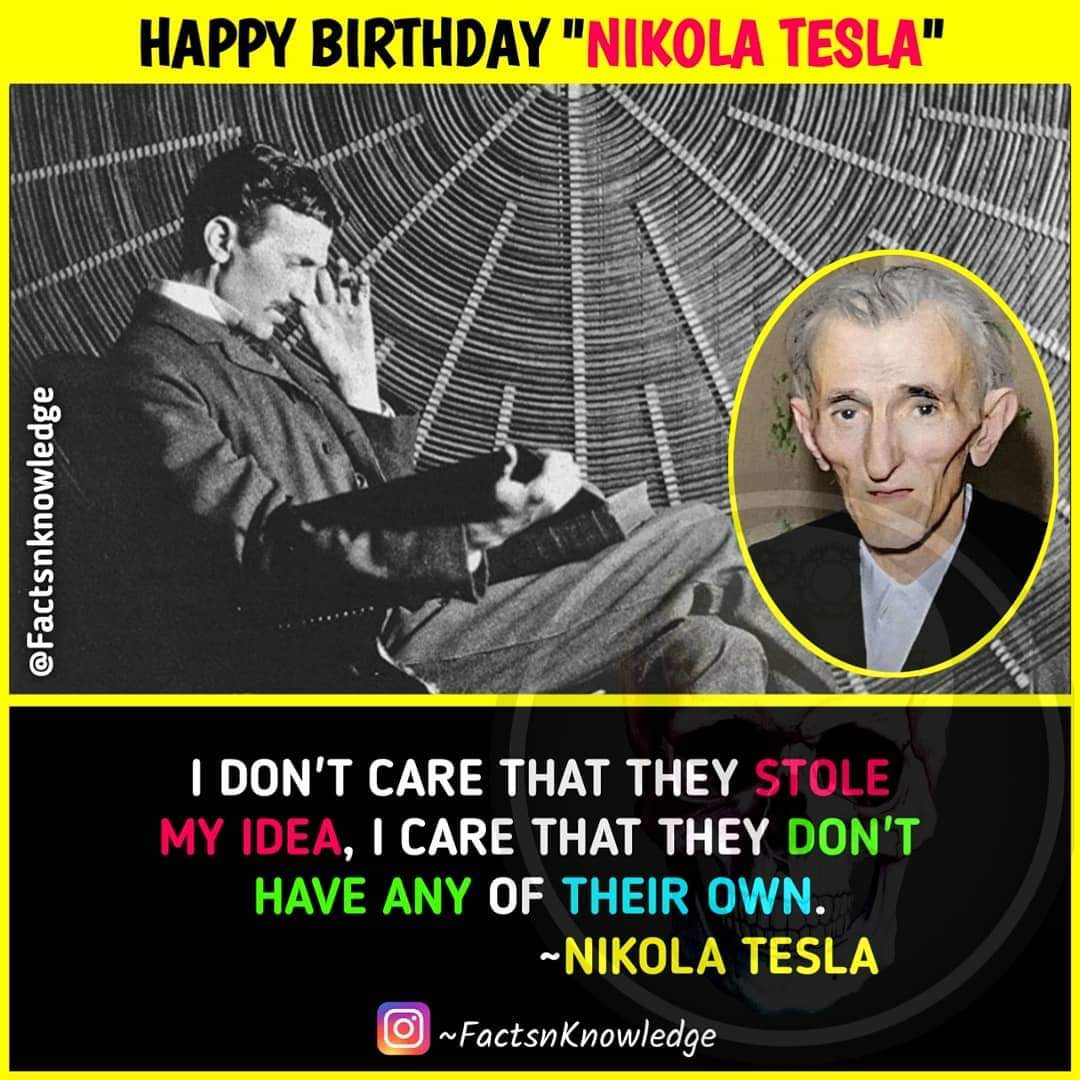 HAPPY BIRTHDAY "NIKOLA TESLA"
@Factsnknowledge
I DON'T CARE THAT THEY STOLE
MY IDEA, I CARE THAT THEY DON'T
HAVE ANY OF THEIR OWN.
~NIKOLA TESLA
~FactsnKnowledge